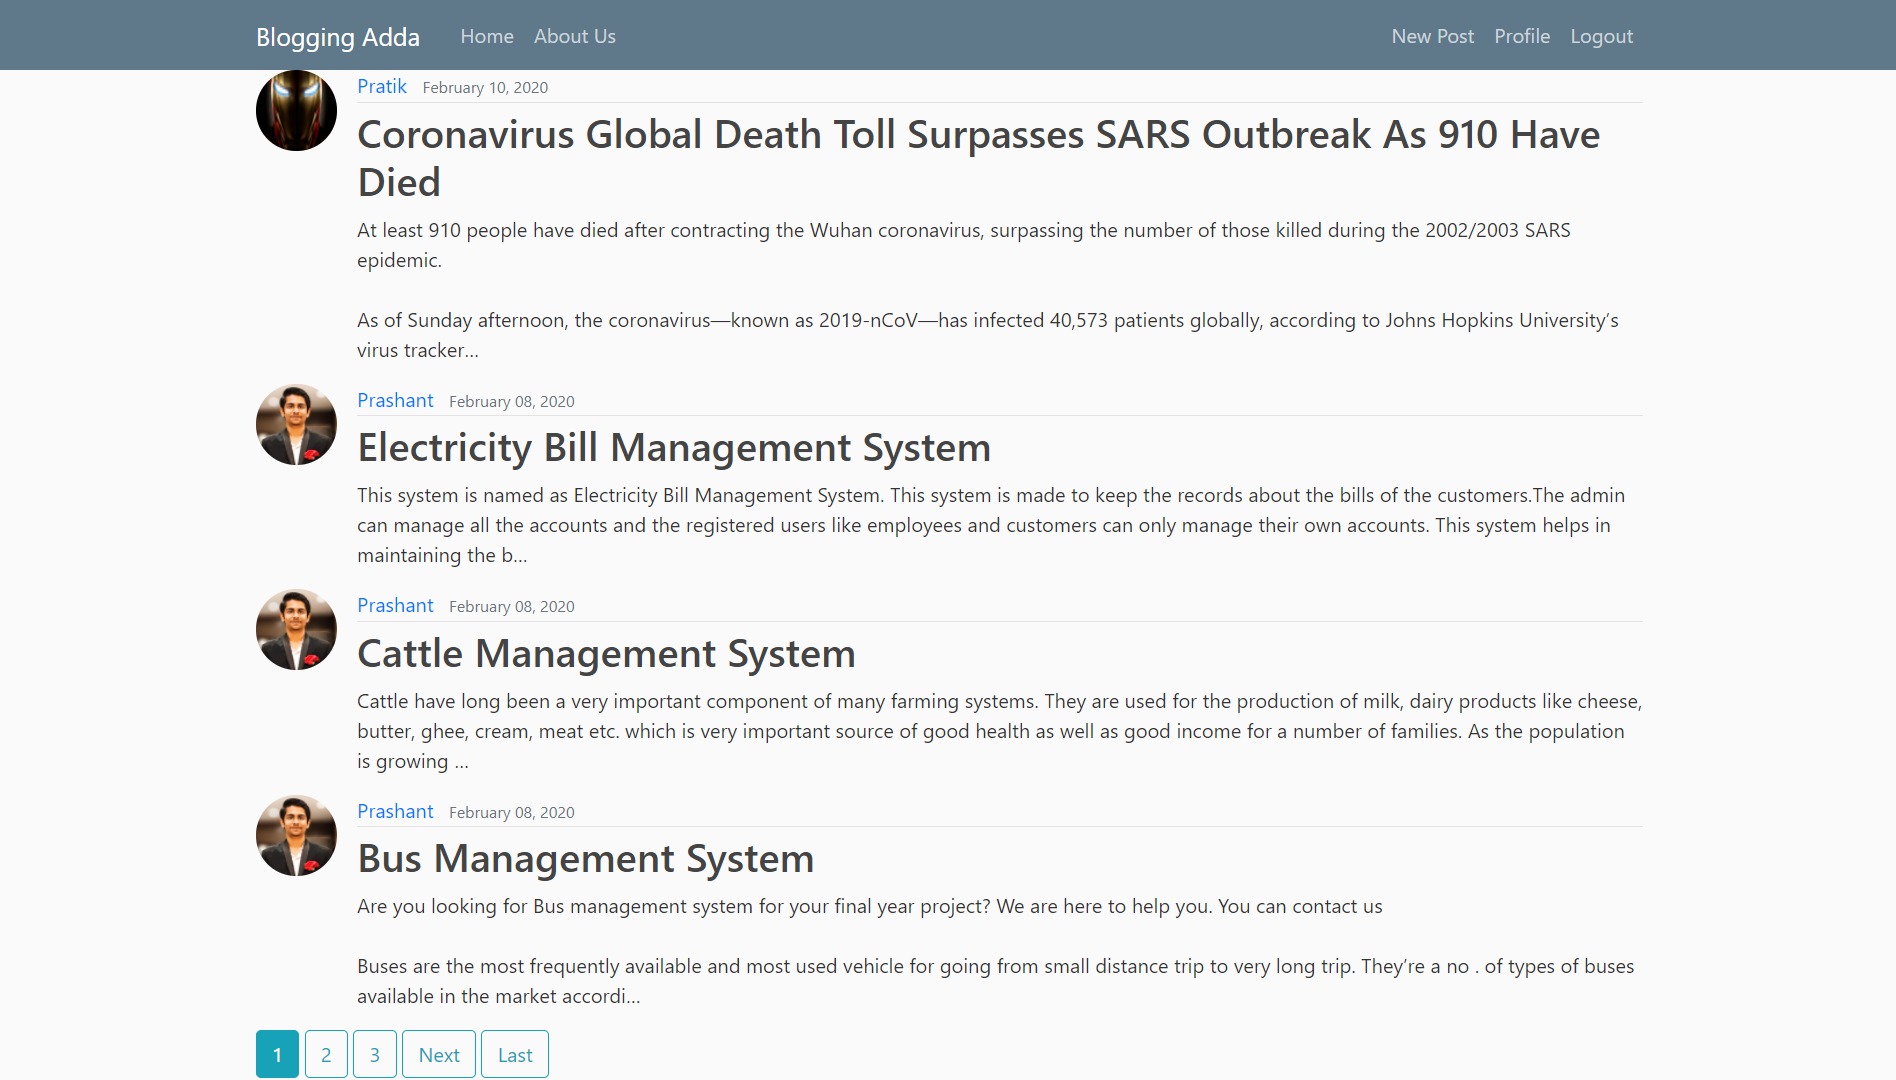 Blogging Adda Home About Us New Post Profile Logout
Pratik February 10, 2020
Coronavirus Global Death Toll Surpasses SARS Outbreak As 910 Have
Died
At least 910 people have died after contracting the Wuhan coronavirus, surpassing the number of those killed during the 2002/2003 SARS
epidemic.
As of Sunday afternoon, the coronavirus—known as 2019-nCoV—has infected 40,573 patients globally, according to Johns Hopkins University’s
virus tracker…
Prashant February 08, 2020
Electricity Bill Management System
This system is named as Electricity Bill Management System. This system is made to keep the records about the bills of the customers.The admin
can manage all the accounts and the registered users like employees and customers can only manage their own accounts. This system helps in
maintaining the b…
Prashant February 08, 2020
Cattle Management System
Cattle have long been a very important component of many farming systems. They are used for the production of milk, dairy products like cheese,
butter, ghee, cream, meat etc. which is very important source of good health as well as good income for a number of families. As the population
is growing …
Prashant February 08, 2020
Bus Management System
Are you looking for Bus management system for your final year project? We are here to help you. You can contact us
Buses are the most frequently available and most used vehicle for going from small distance trip to very long trip. They’re a no . of types of buses
available in the market accordi…
1 2 3 Next Last